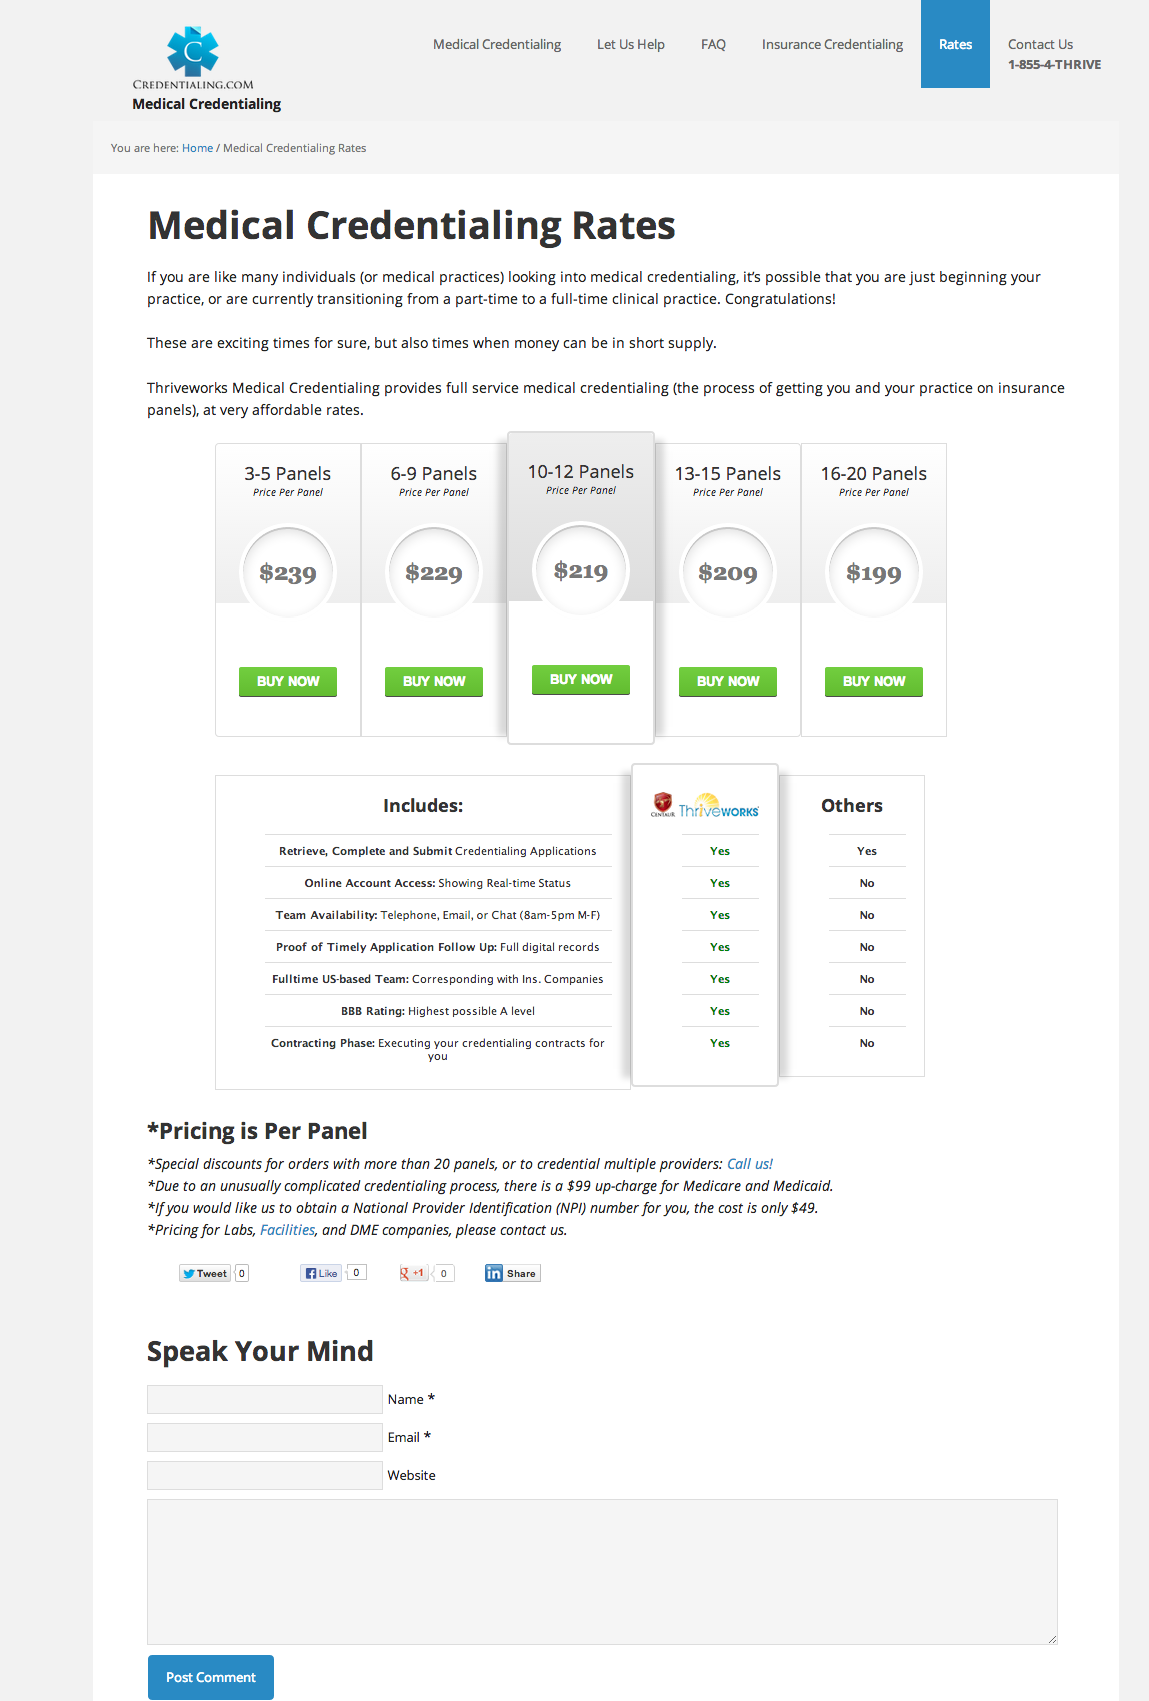 C
CREDENTIALING.COM
Medical Credentialing
Medical Credentialing
Let Us Help
FAQ
Insurance Credentialing
Rates
Contact Us
1-855-4-THRIVE
You are here: Home / Medical Credentialing Rates
Medical Credentialing Rates
If you are like many individuals (or medical practices) looking into medical credentialing, it's possible that you are just beginning your
practice, or are currently transitioning from a part-time to a full-time clinical practice. Congratulations!
These are exciting times for sure, but also times when money can be in short supply.
Thriveworks Medical Credentialing provides full service medical credentialing (the process of getting you and your practice on insurance
panels), at very affordable rates.
3-5 Panels
Price Per Panel
$239
BUY NOW
6-9 Panels
Price Per Panel
$229
BUY NOW
10-12 Panels
Price Per Panel
$219
BUY NOW
13-15 Panels
Price Per Panel
$209
BUY NOW
16-20 Panels
Price Per Panel
$199
BUY NOW
Includes:
CENTAUR ThriveWORKS
Others
Retrieve, Complete and Submit Credentialing Applications Yes Yes
Online Account Access: Showing Real-time Status Yes No
Team Availability: Telephone, Email, or Chat (8am-5pm M-F) Yes No
Proof of Timely Application Follow Up: Full digital records Yes No
Fulltime US-based Team: Corresponding with Ins. Companies Yes No
BBB Rating: Highest possible A level Yes No
Contracting Phase: Executing your credentialing contracts for Yes No
you
*Pricing is Per Panel
*Special discounts for orders with more than 20 panels, or to credential multiple providers: Call us!
*Due to an unusually complicated credentialing process, there is a $99 up-charge for Medicare and Medicaid.
*If you would like us to obtain a National Provider Identification (NPI) number for you, the cost is only $49.
*Pricing for Labs, Facilities, and DME companies, please contact us.
Tweet 0
Like 0
+1 0
in Share
Speak Your Mind
Name *
Email *
Website
Post Comment